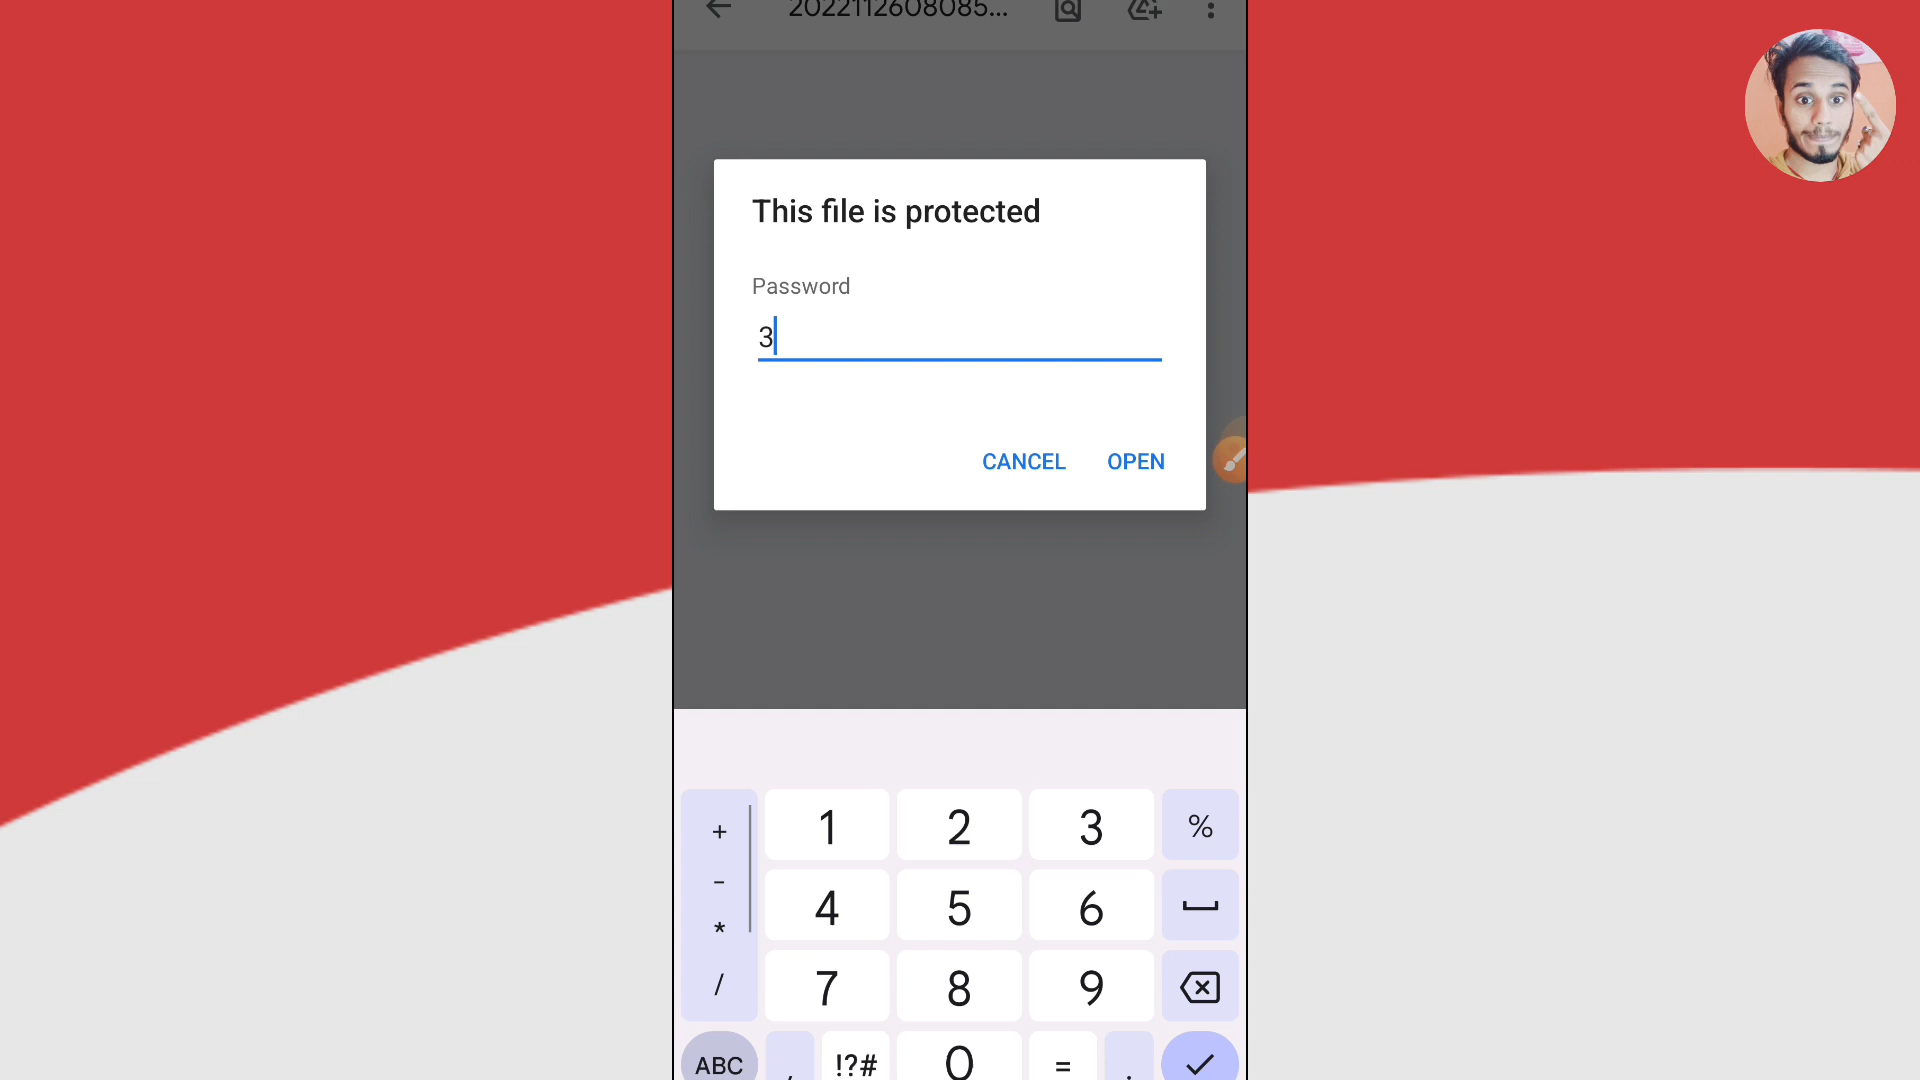 2022112608085...
This file is protected
Password
3
CANCEL
OPEN
+ 1 2 3 %
- 4 5 6
*
/ 7 8 9
ABC , !?# 0 = .